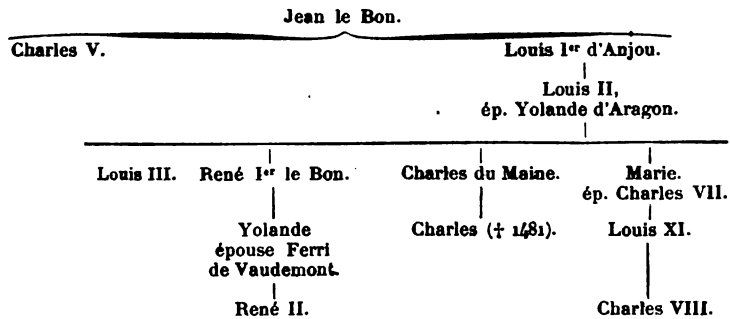 Jean le Bon.
Charles V. Louis Iᵉʳ d'Anjou.
Louis II,
ép. Yolande d'Aragon.
Louis III. René Iᵉʳ le Bon. Charles du Maine. Marie.
ép. Charles VII.
Yolande Charles († 1481). Louis XI.
épouse Ferri
de Vaudemont.
René II. Charles VIII.